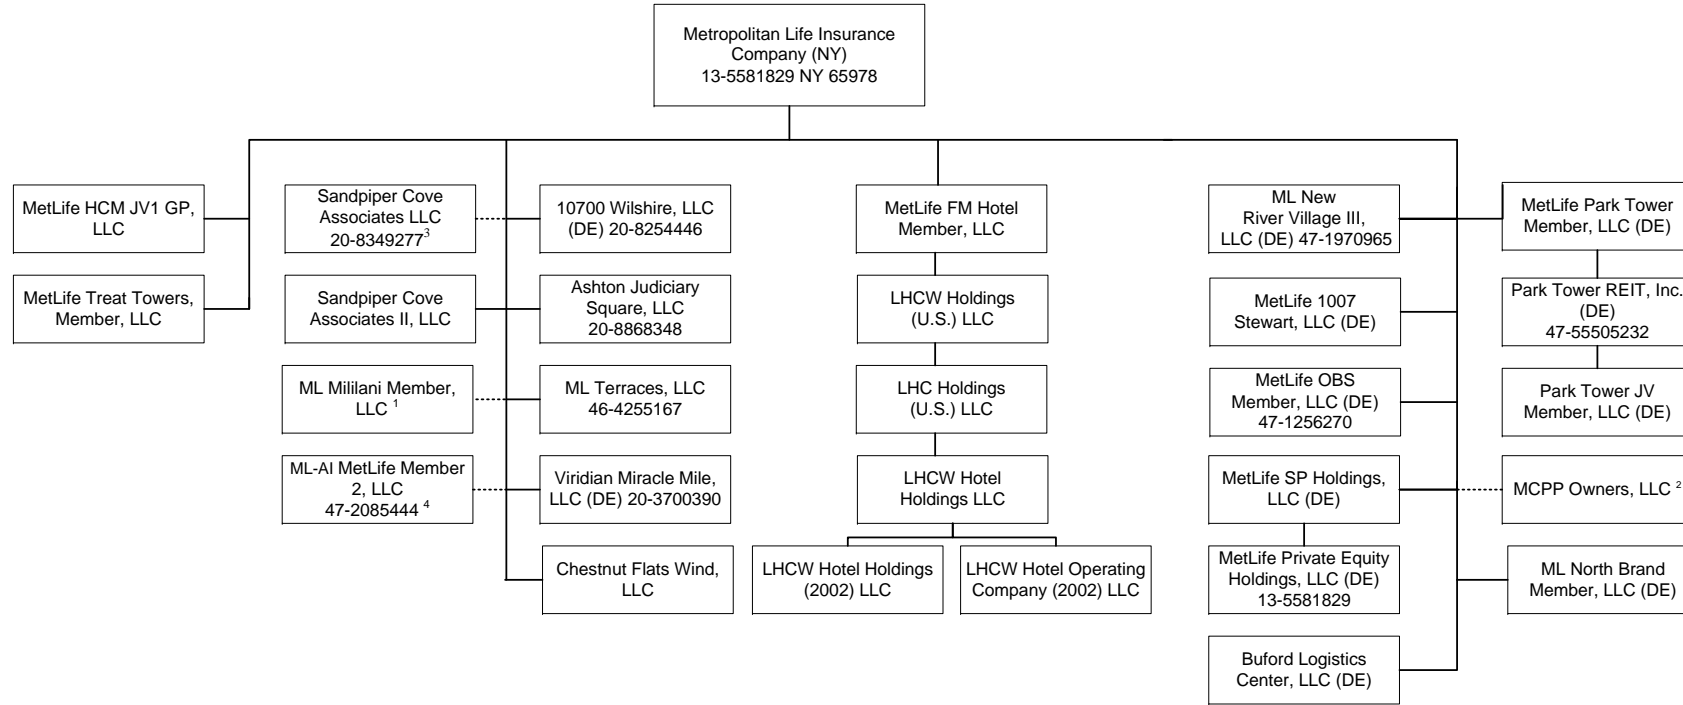 Metropolitan Life Insurance
Company (NY)
13-5581829 NY 65978
MetLife HCM JV1 GP,
LLC
MetLife Treat Towers,
Member, LLC
Sandpiper Cove
Associates LLC
20-8349277³
Sandpiper Cove
Associates II, LLC
ML Mililani Member,
LLC ¹
ML-AI MetLife Member
2, LLC
47-2085444 ⁴
10700 Wilshire, LLC
(DE) 20-8254446
Ashton Judiciary
Square, LLC
20-8868348
ML Terraces, LLC
46-4255167
Viridian Miracle Mile,
LLC (DE) 20-3700390
Chestnut Flats Wind,
LLC
MetLife FM Hotel
Member, LLC
LHCW Holdings
(U.S.) LLC
LHC Holdings
(U.S.) LLC
LHCW Hotel
Holdings LLC
LHCW Hotel Holdings
(2002) LLC
LHCW Hotel Operating
Company (2002) LLC
ML New
River Village III,
LLC (DE) 47-1970965
MetLife 1007
Stewart, LLC (DE)
MetLife OBS
Member, LLC (DE)
47-1256270
MetLife SP Holdings,
LLC (DE)
MetLife Private Equity
Holdings, LLC (DE)
13-5581829
Buford Logistics
Center, LLC (DE)
MetLife Park Tower
Member, LLC (DE)
Park Tower REIT, Inc.
(DE)
47-55505232
Park Tower JV
Member, LLC (DE)
MCPP Owners, LLC ²
ML North Brand
Member, LLC (DE)